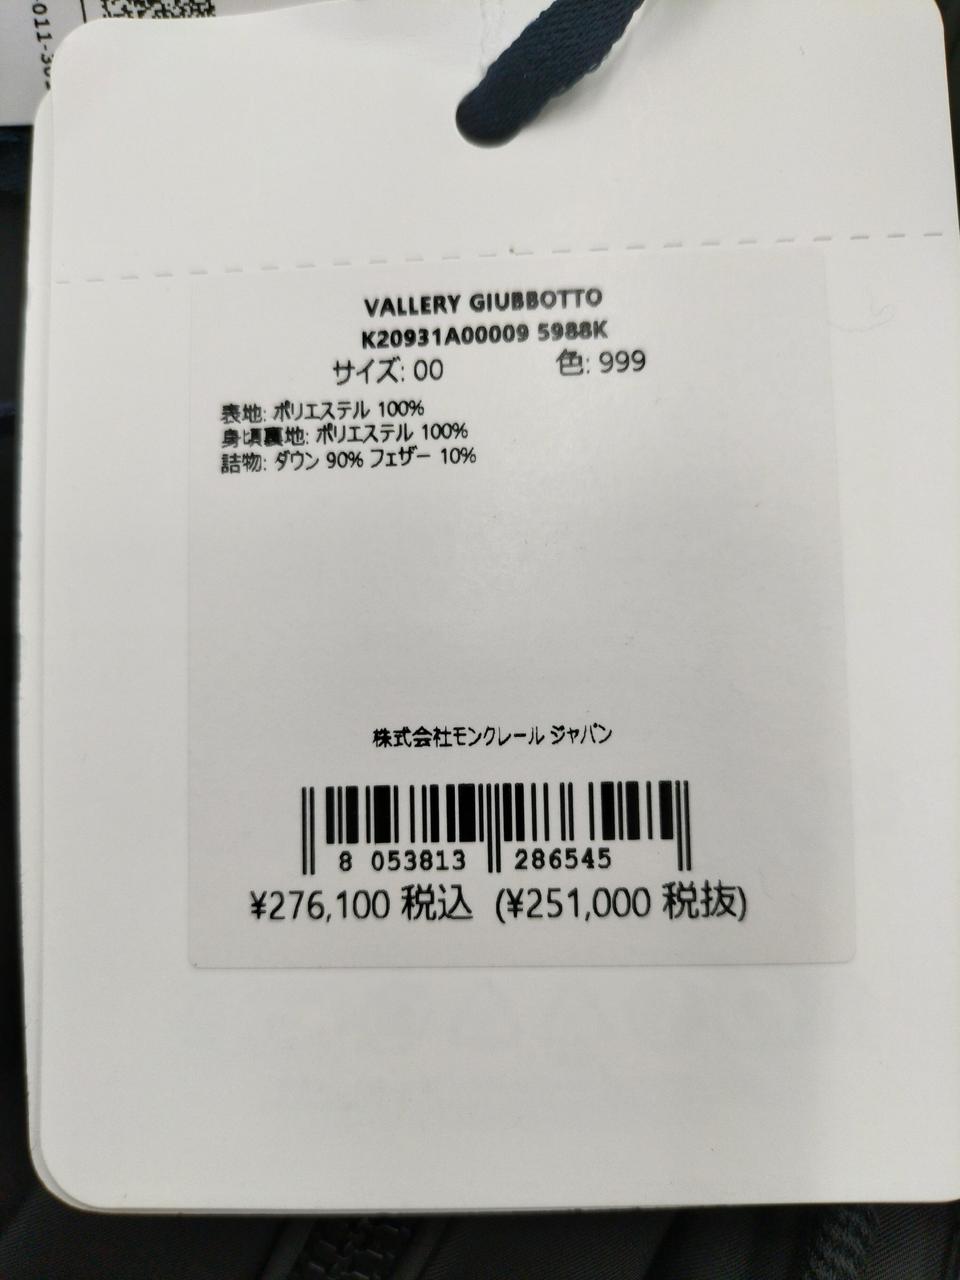 VALLERY GIUBBOTTO
K20931A00009 5988K
サイズ: 00 色: 999
表地: ポリエステル 100%
身頃裏地: ポリエステル 100%
詰物: ダウン 90% フェザー 10%
株式会社モンクレール ジャパン
8 053813 286545
¥276,100 税込 (¥251,000 税抜)